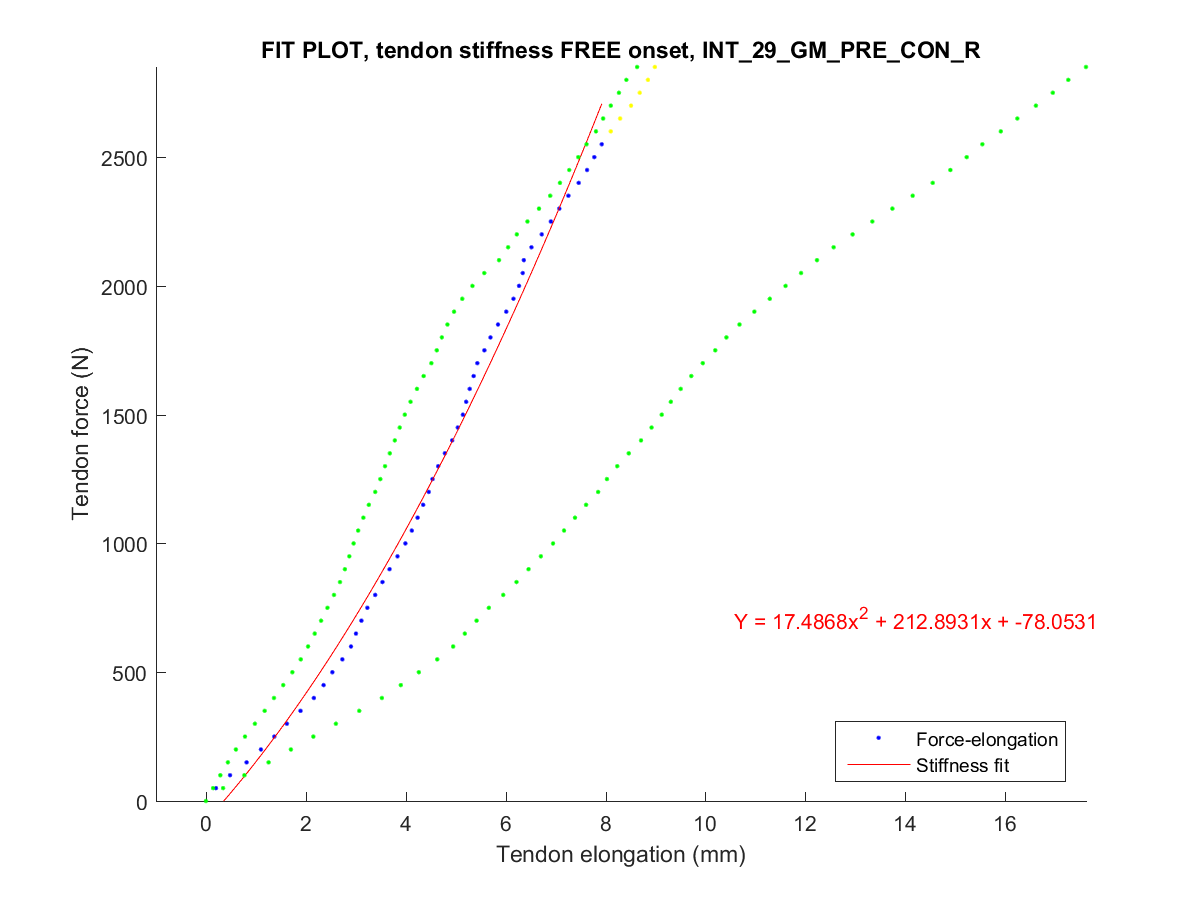 FIT PLOT, tendon stiffness FREE onset, INT_29_GM_PRE_CON_R
2500
2000
1500
1000
500
0
Tendon force (N)
Y = 17.4868x² + 212.8931x + -78.0531
Force-elongation
Stiffness fit
0 2 4 6 8 10 12 14 16
Tendon elongation (mm)